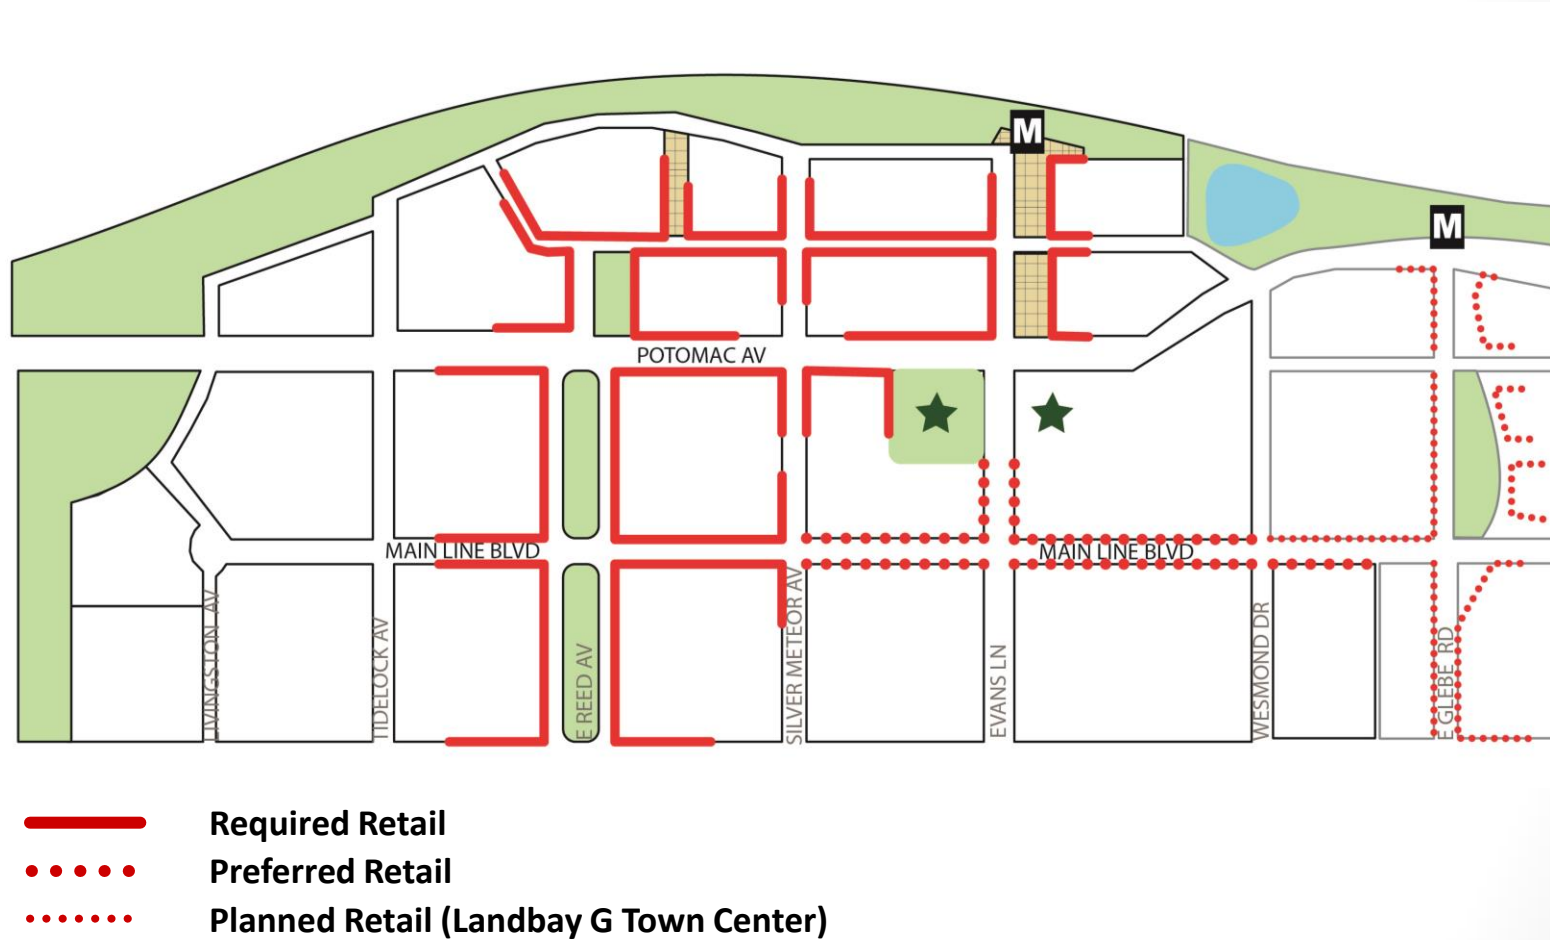 M
M
POTOMAC AV
MAIN LINE BLVD
MAIN LINE BLVD
LIVINGSTON AV
TIDELOCK AV
E REED AV
SILVER METEOR AV
EVANS LN
WESMOND DR
E GLEBE RD
Required Retail
Preferred Retail
Planned Retail (Landbay G Town Center)